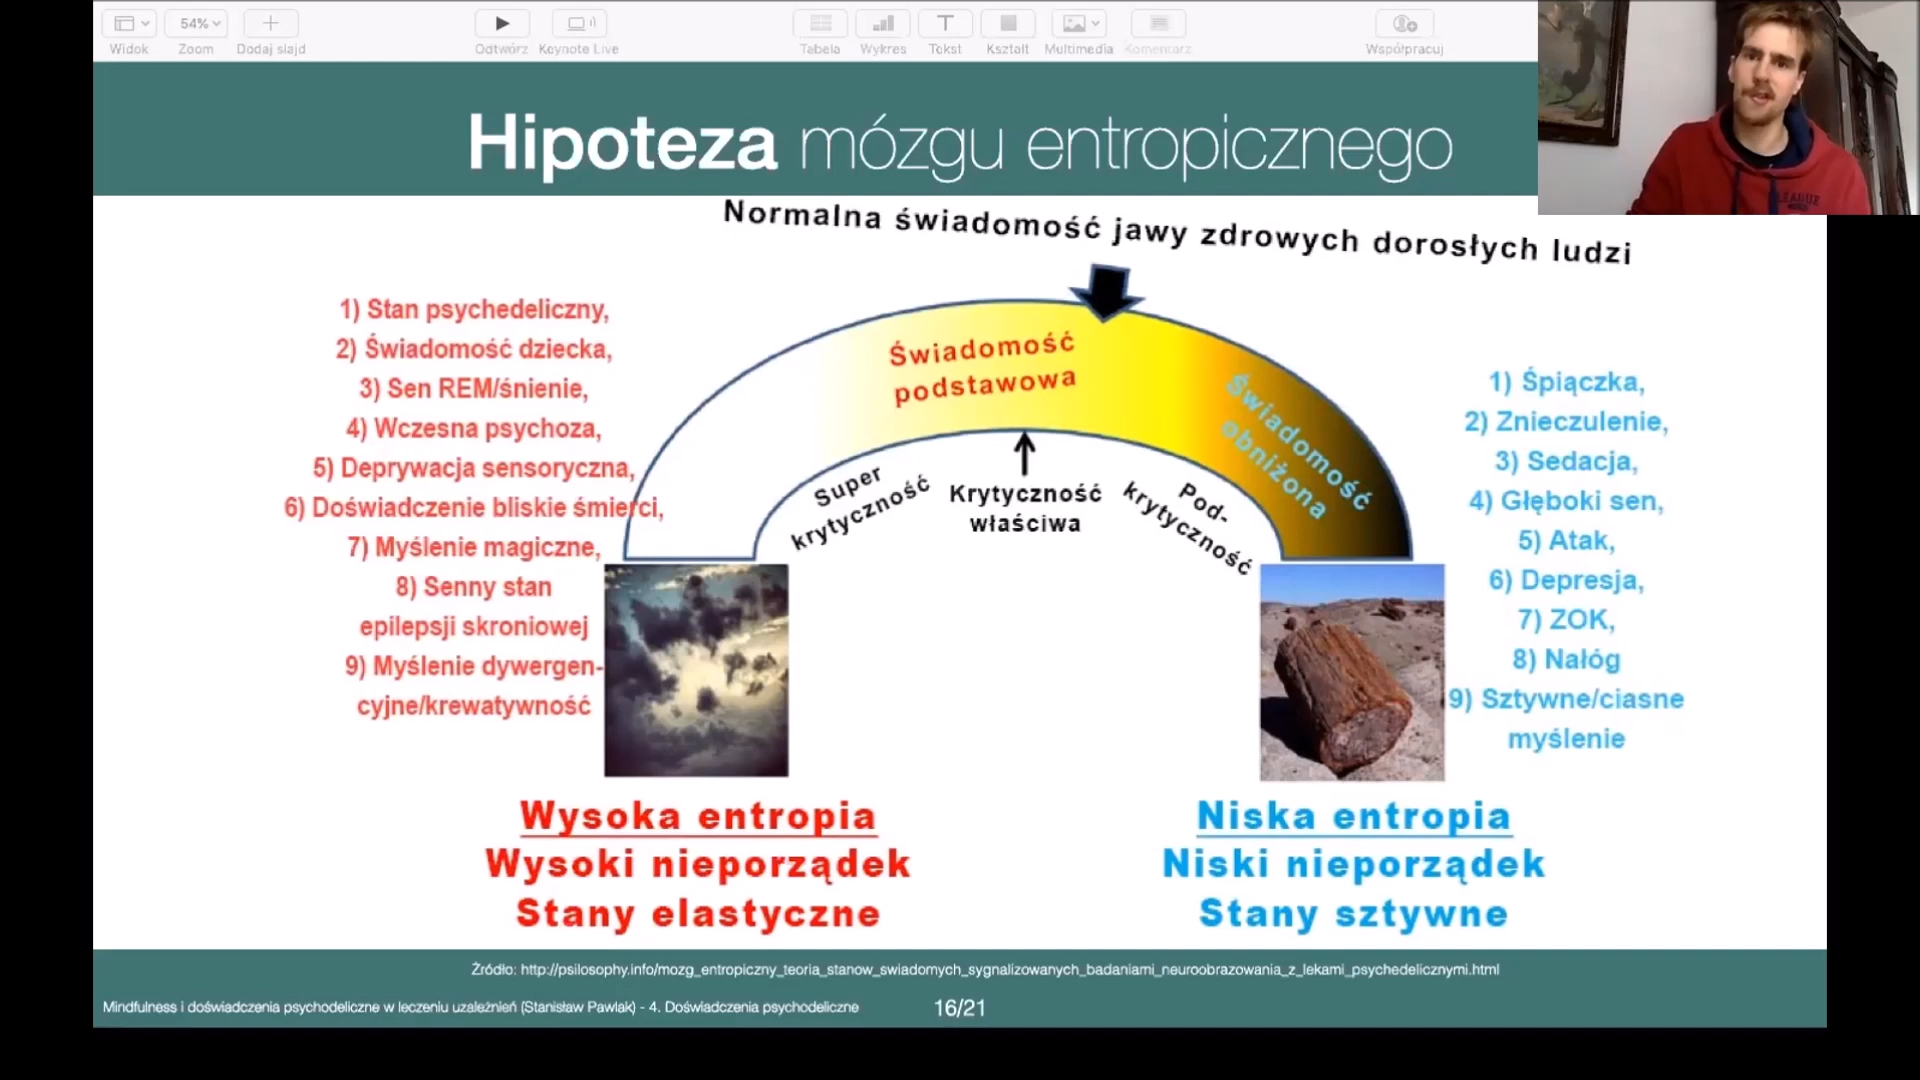 54%
Widok
Zoom
Dodaj slajd
Odtwórz
Keynote Live
Tabela
Wykres
Tekst
Kształt
Multimedia
Komentarz
Współpracuj
Hipoteza mózgu entropicznego
Normalna świadomość jawy zdrowych dorosłych ludzi
1) Stan psychedeliczny,
2) Świadomość dziecka,
3) Sen REM/śnienie,
4) Wczesna psychoza,
5) Deprywacja sensoryczna,
6) Doświadczenie bliskie śmierci,
7) Myślenie magiczne,
8) Senny stan
epilepsji skroniowej
9) Myślenie dywergen-
cyjne/krewatywność
Świadomość
podstawowa
Świadomość
obniżona
Super
krytyczność
Krytyczność
właściwa
Pod-
krytyczność
1) Śpiączka,
2) Znieczulenie,
3) Sedacja,
4) Głęboki sen,
5) Atak,
6) Depresja,
7) ZOK,
8) Nałóg
9) Sztywne/ciasne
myślenie
Wysoka entropia
Wysoki nieporządek
Stany elastyczne
Niska entropia
Niski nieporządek
Stany sztywne
Źródło: http://psilosophy.info/mozg_entropiczny_teoria_stanow_swiadomych_sygnalizowanych_badaniami_neuroobrazowania_z_lekami_psychedelicznymi.html
Mindfulness i doświadczenia psychodeliczne w leczeniu uzależnień (Stanisław Pawlak) - 4. Doświadczenia psychodeliczne
16/21
LEAGUE